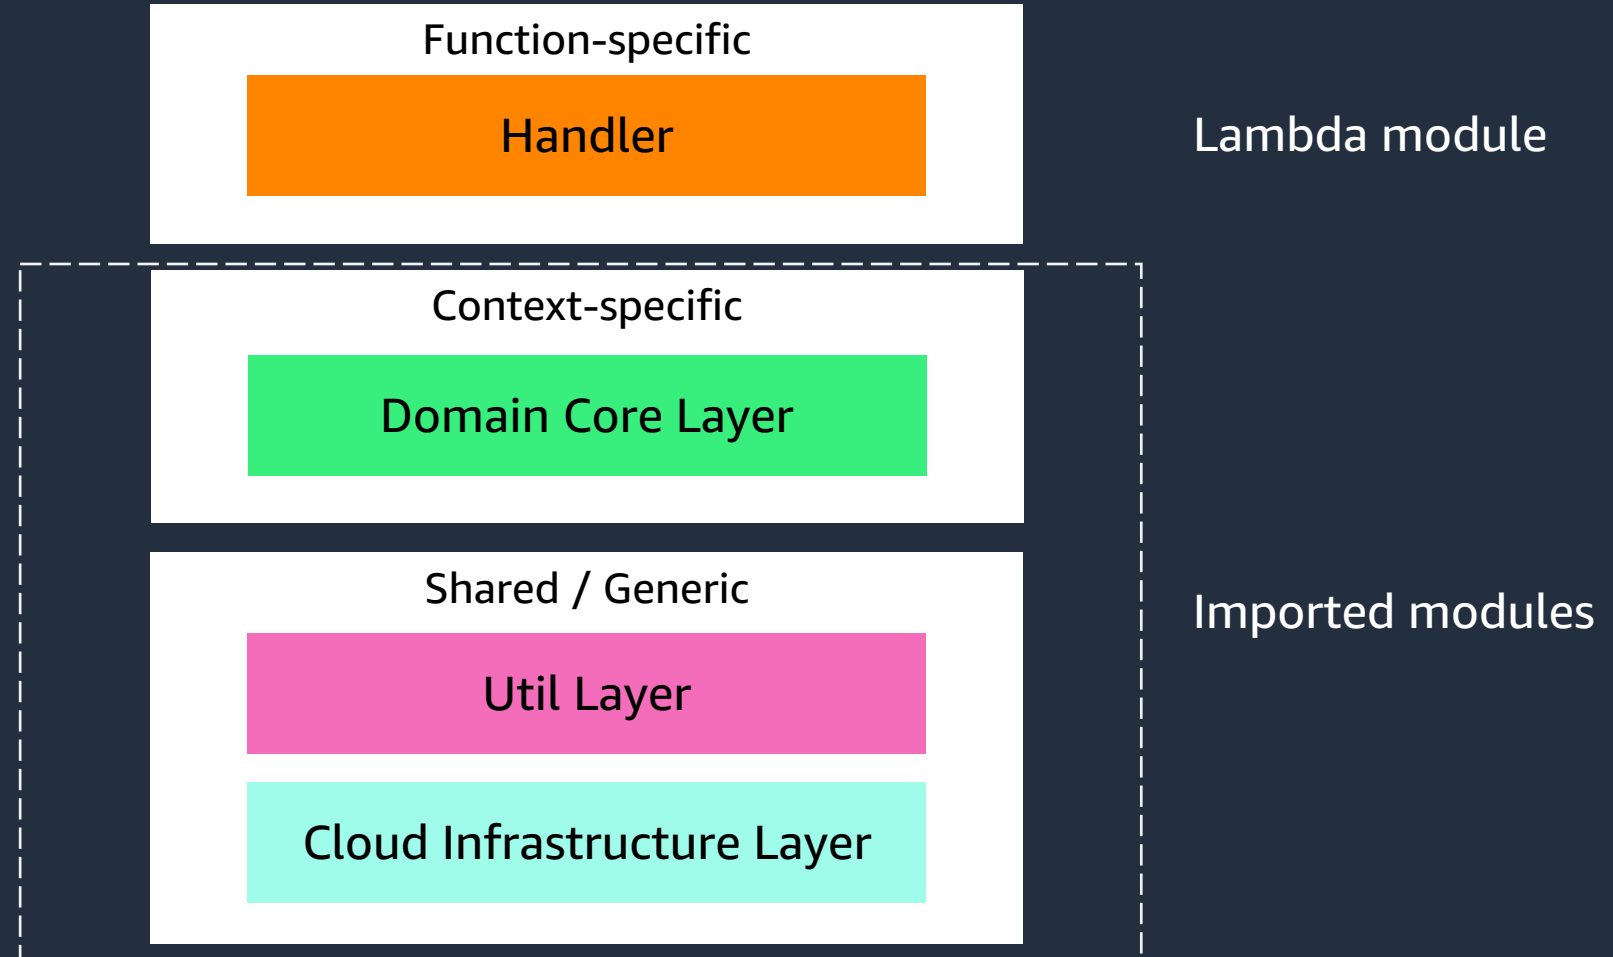 Function-specific
Handler
Lambda module
Context-specific
Domain Core Layer
Shared / Generic
Imported modules
Util Layer
Cloud Infrastructure Layer